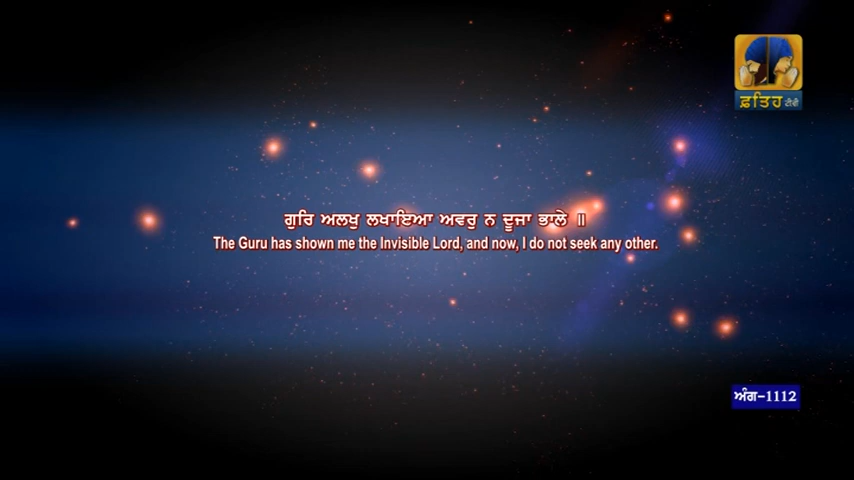 ਫ਼ਤਿਹ ਟੀਵੀ
ਗੁਰਿ ਅਲਖੁ ਲਖਾਇਆ ਅਵਰੁ ਨ ਦੂਜਾ ਭਾਲੇ ॥
The Guru has shown me the Invisible Lord, and now, I do not seek any other.
ਅੰਗ-1112